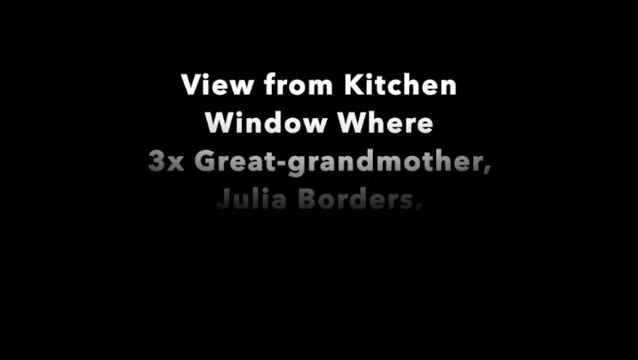 View from Kitchen
Window Where
3x Great-grandmother,
Julia Borders,